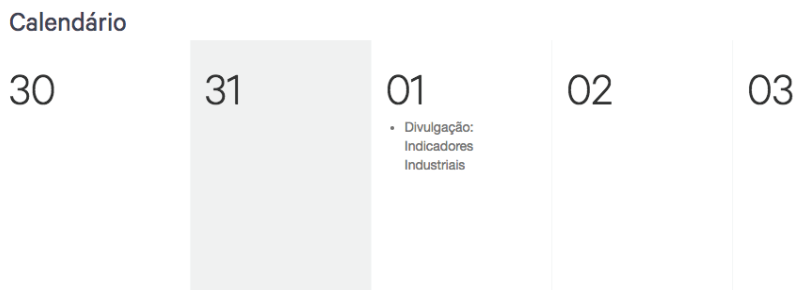 Calendário
30
31
01
02
03
• Divulgação:
Indicadores
Industriais